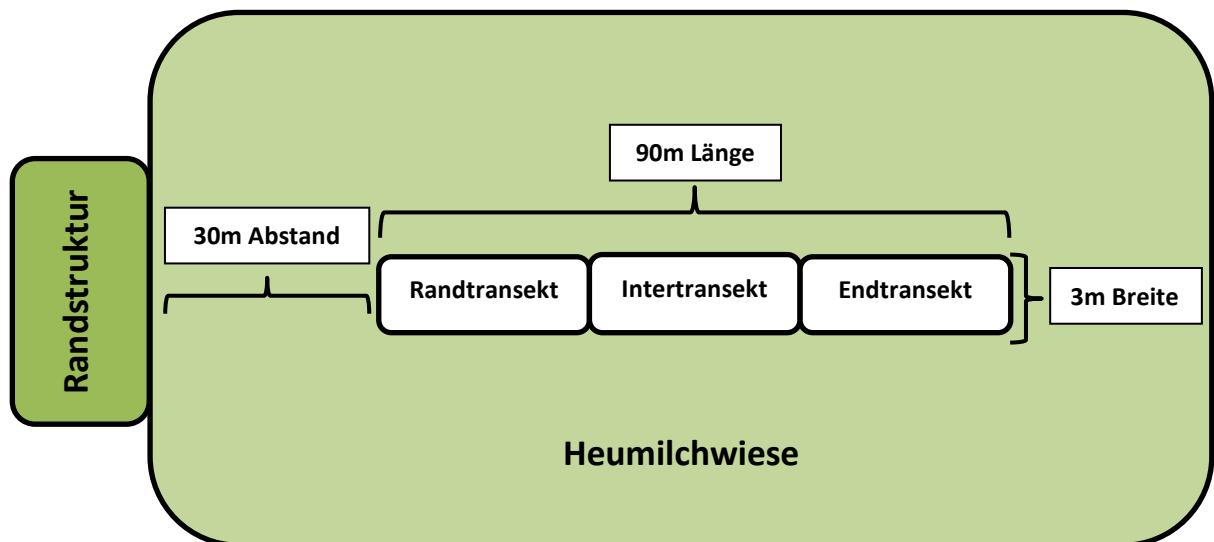 90m Länge
Randstruktur
30m Abstand
Randtransekt
Intertransekt
Endtransekt
3m Breite
Heumilchwiese